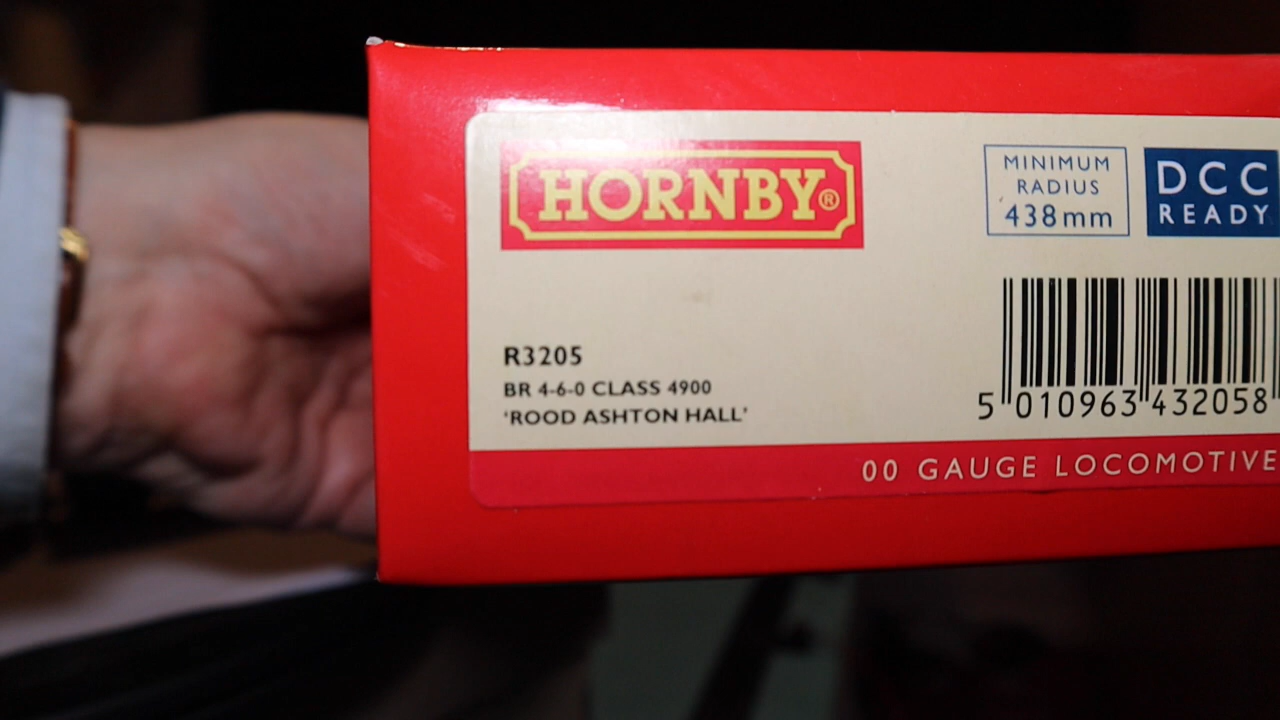 HORNBY®
MINIMUM
RADIUS
438mm
DCC
READY
R3205
BR 4-6-0 CLASS 4900
'ROOD ASHTON HALL'
5 010963 432058
00 GAUGE LOCOMOTIVE